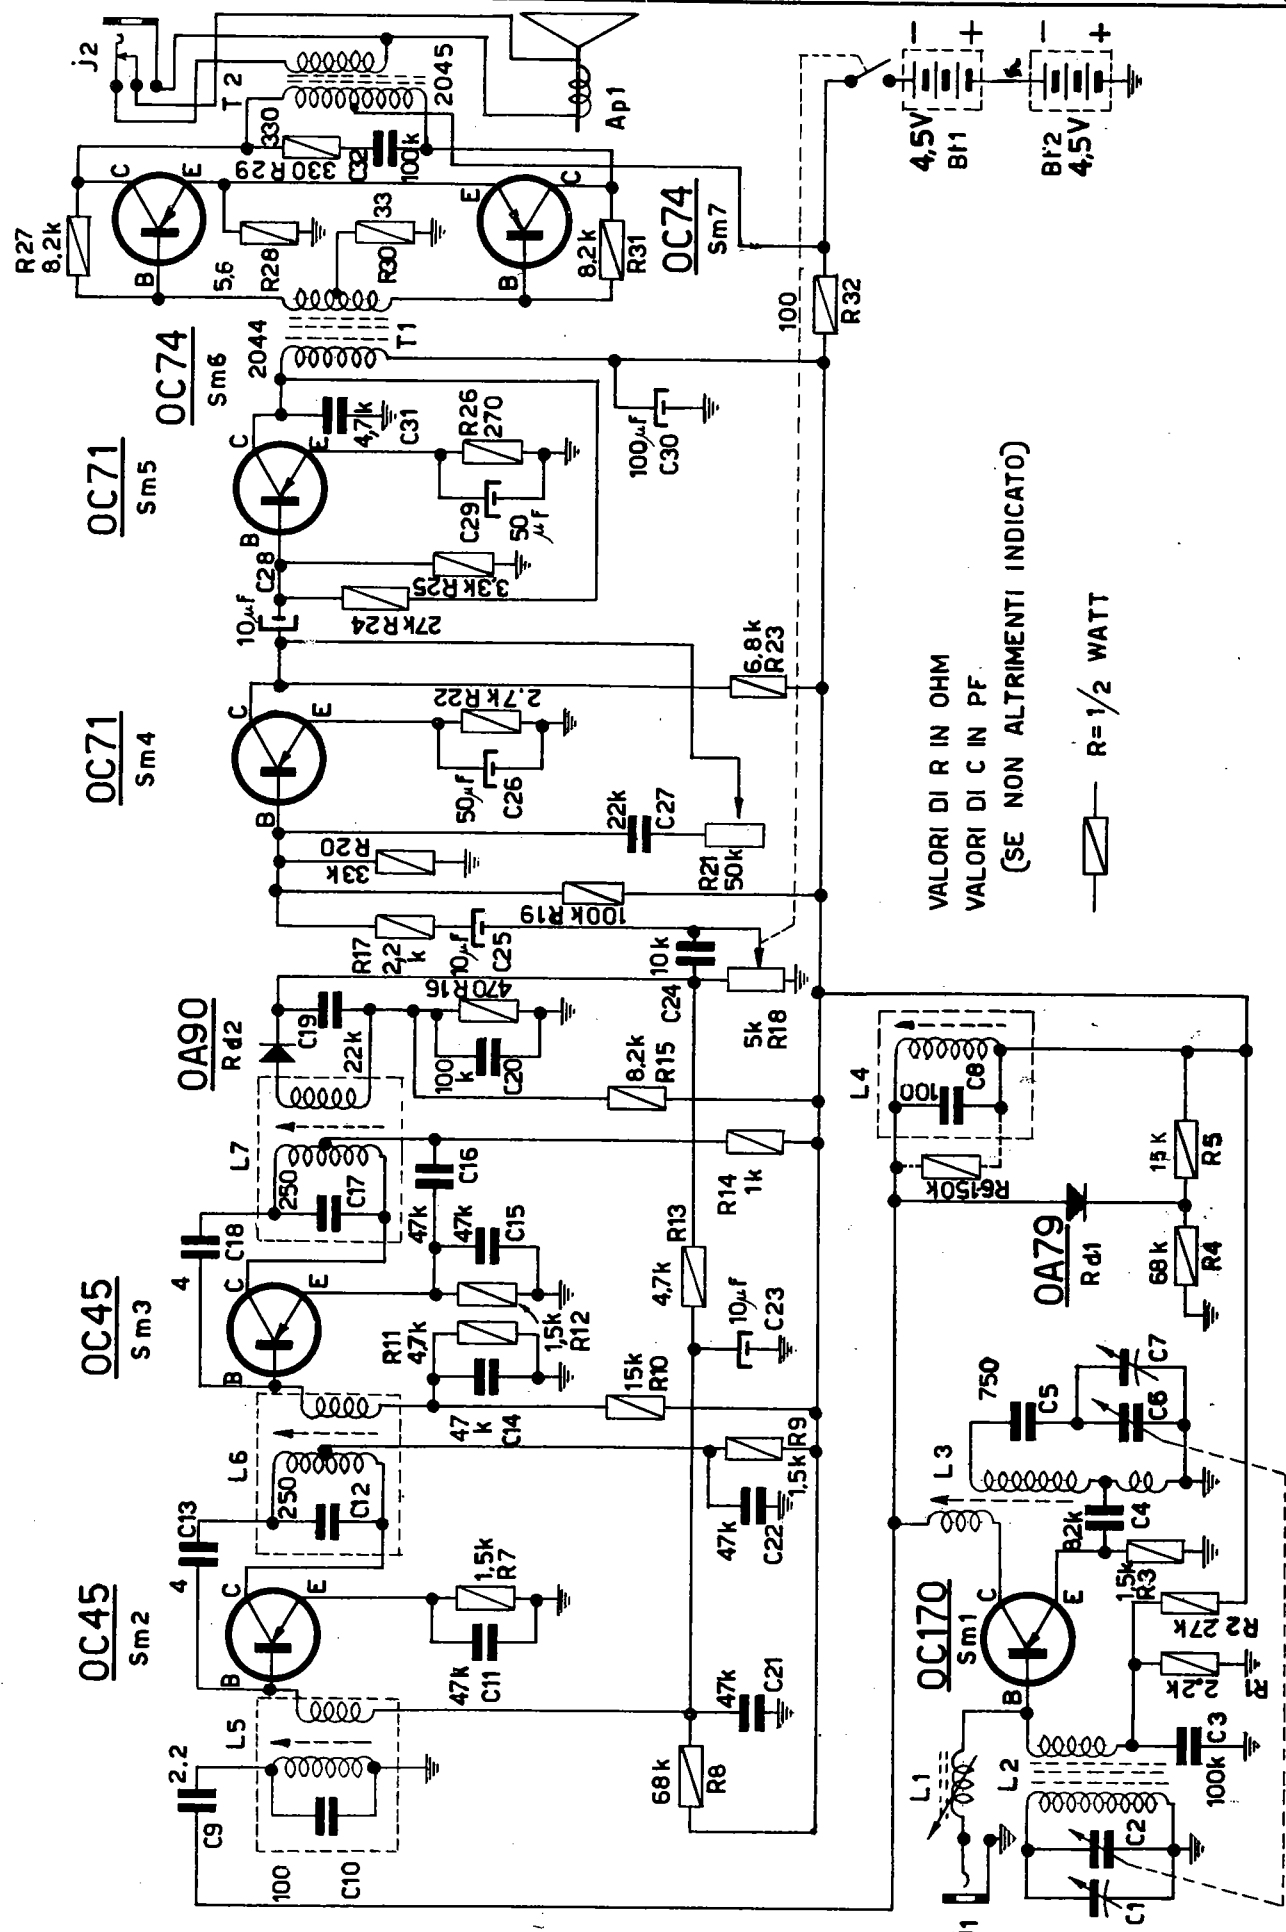 j2
T2
2045
Ap1
R27
8,2k
C
E
B
330
330 R29
C32
100k
5,6
R28
R30
33
E
C
B
8,2k
R31
OC74
Sm7
2044
T1
OC74
Sm6
-
+
4,5V
Bt1
-
+
Bt2
4,5V
100
R32
OC71
Sm5
C
E
B
4,7k
C31
R26
270
C29
50
µF
C28
10µF
3,3k R25
27k R24
100µF
C30
OC71
Sm4
C
E
B
2,7k R22
50µF
C26
6,8k
R23
22k
C27
R21
50k
R20
33k
100k R19
R17
2,2
k
10µF
C25
10k
C24
5k
R18
VALORI DI R IN OHM
VALORI DI C IN PF
(SE NON ALTRIMENTI INDICATO)
R=1/2 WATT
OA90
Rd2
C19
22k
470 R16
100
k
C20
8,2k
R15
L7
250
C17
C16
47k
R14
1k
C18
4
OC45
Sm3
C
E
B
47k
C15
1,5k
R12
R11
4,7k
47
k
C14
15k
R10
R13
4,7k
10µF
C23
L6
250
C12
C13
4
1,5k
R9
47k
C22
OC45
Sm2
C
E
B
1,5k
R7
47k
C11
L5
2,2
C9
100
C10
68k
R8
47k
C21
L4
100
C8
R6 150k
15K
R5
OA79
Rd1
68k
R4
750
C5
C7
C6
L3
8,2k
C4
OC170
Sm1
C
E
B
1,5k
R3
R2 27k
2,2k
R1
L1
L2
100k
C3
C2
C1